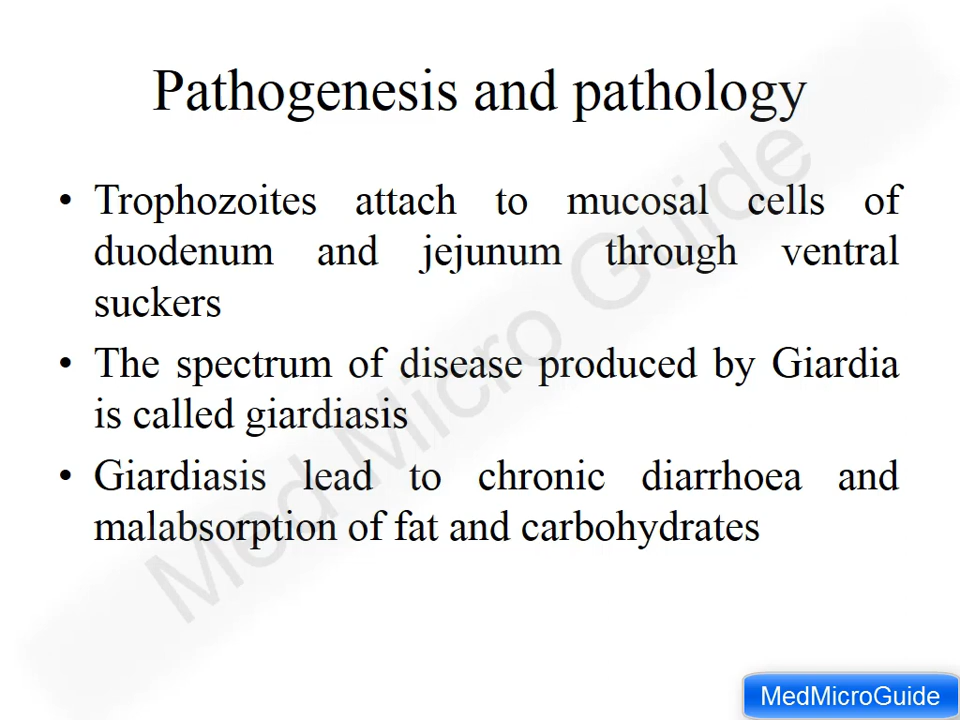 Pathogenesis and pathology
• Trophozoites attach to mucosal cells of
duodenum and jejunum through ventral
suckers
• The spectrum of disease produced by Giardia
is called giardiasis
• Giardiasis lead to chronic diarrhoea and
malabsorption of fat and carbohydrates
Med Micro Guide
MedMicroGuide